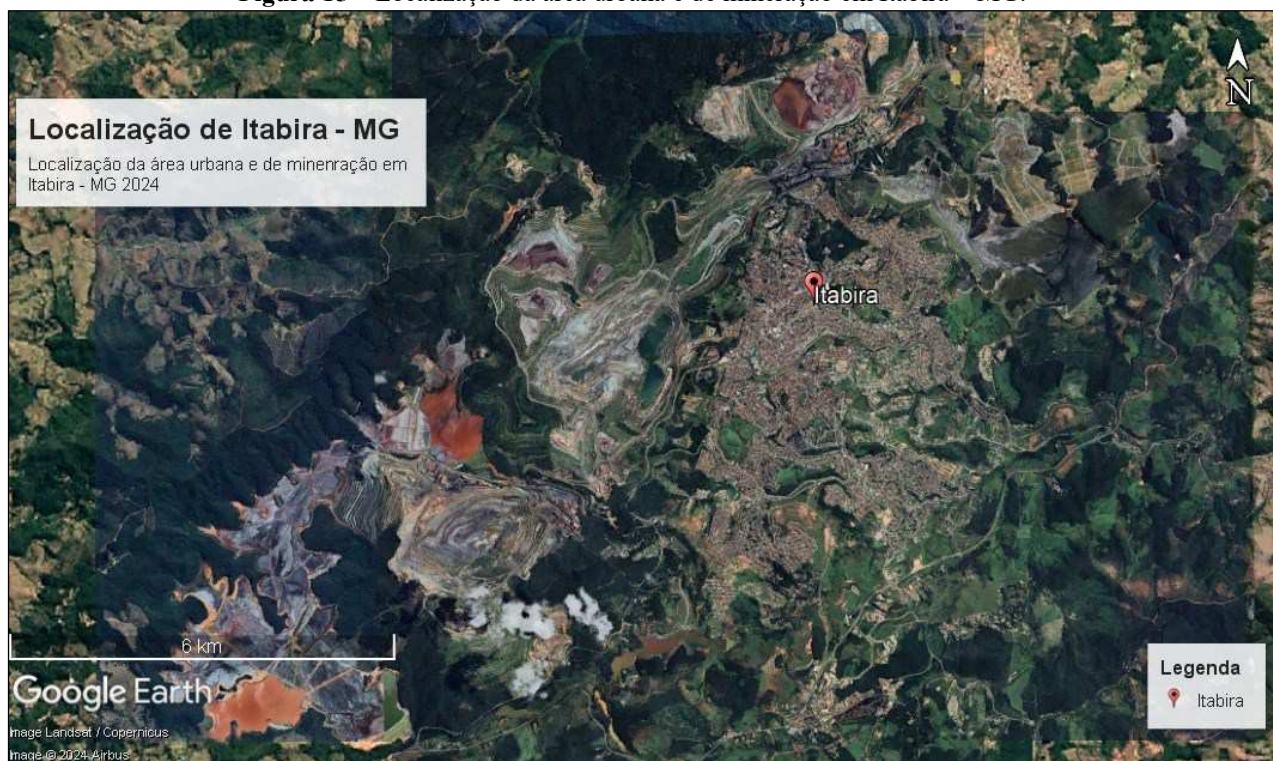 Localização de Itabira - MG
Localização da área urbana e de minenrração em
Itabira - MG 2024
N
Itabira
6 km
Google Earth
Image Landsat / Copernicus
Image © 2024 Airbus
Legenda
Itabira